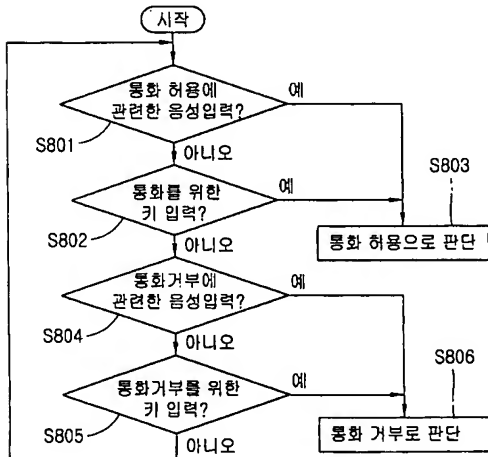 시작
통화 허용에
관련한 음성입력?
예
S801
아니오
S803
통화를 위한
키 입력?
예
S802
아니오
통화 허용으로 판단
통화거부에
관련한 음성입력?
예
S804
아니오
S806
통화거부를 위한
키 입력?
예
S805
아니오
통화 거부로 판단